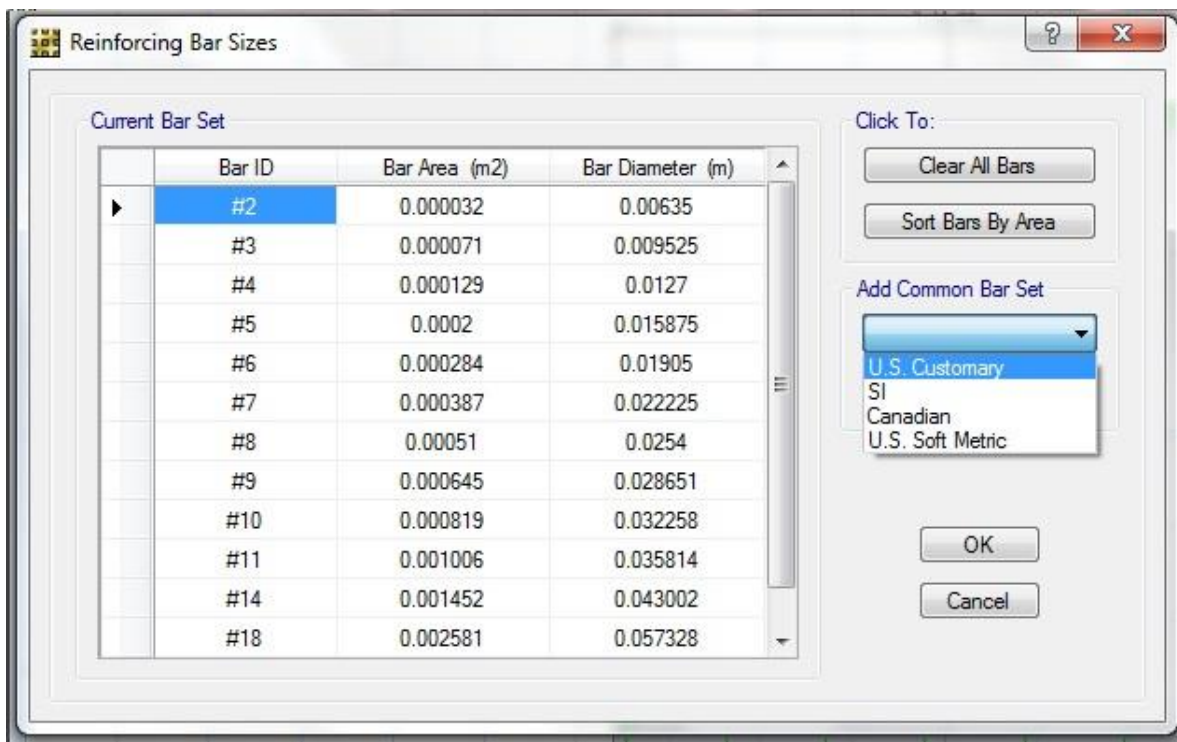 Reinforcing Bar Sizes
Current Bar Set
Bar ID Bar Area (m2) Bar Diameter (m)
#2 0.000032 0.00635
#3 0.000071 0.009525
#4 0.000129 0.0127
#5 0.0002 0.015875
#6 0.000284 0.01905
#7 0.000387 0.022225
#8 0.00051 0.0254
#9 0.000645 0.028651
#10 0.000819 0.032258
#11 0.001006 0.035814
#14 0.001452 0.043002
#18 0.002581 0.057328
Click To:
Clear All Bars
Sort Bars By Area
Add Common Bar Set
U.S. Customary
SI
Canadian
U.S. Soft Metric
OK
Cancel